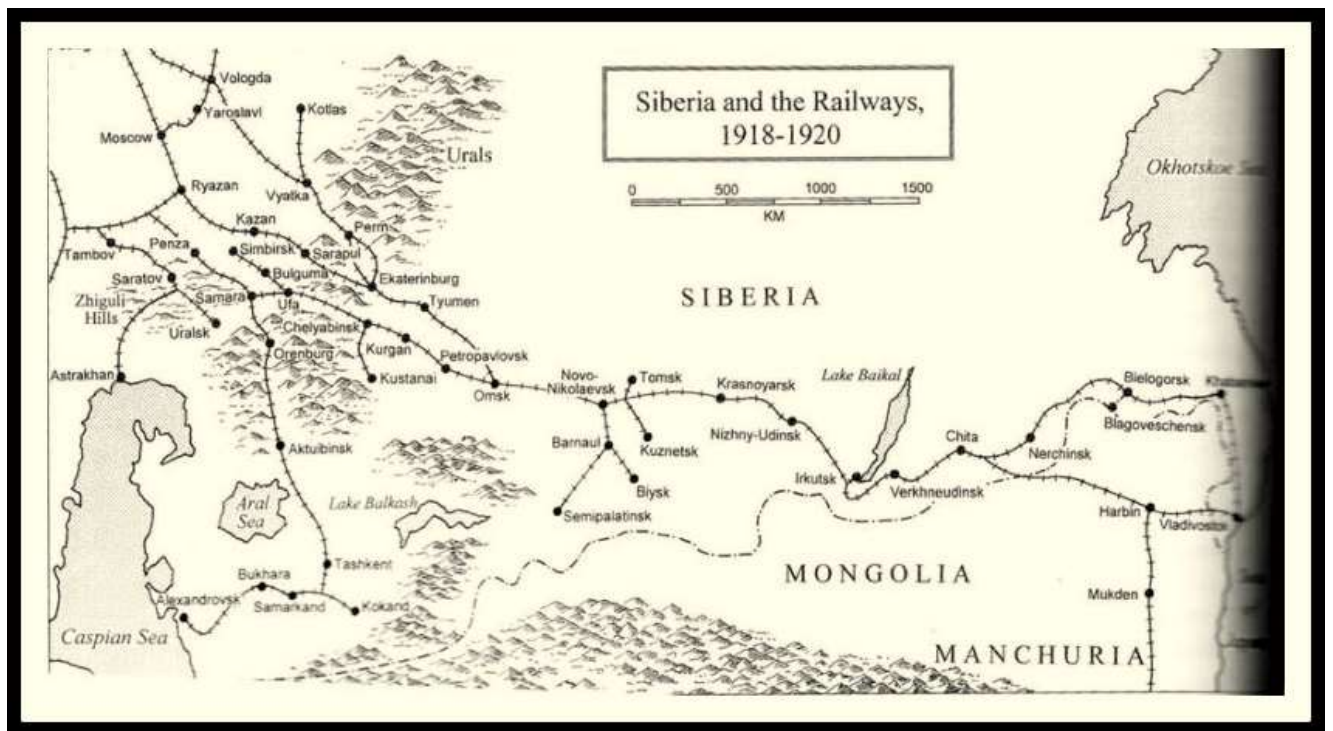 Vologda
Yaroslavl
Kotlas
Moscow
Urals
Siberia and the Railways,
1918-1920
Okhotskoe
0 500 1000 1500
KM
Ryazan
Vyatka
Kazan
Perm
Tambov
Penza
Simbirsk
Sarapul
Saratov
Bulguma
Ekaterinburg
Zhiguli
Hills
Samara
Ufa
Tyumen
SIBERIA
Uralsk
Chelyabinsk
Orenburg
Kurgan
Petropavlovsk
Astrakhan
Kustanai
Omsk
Novo-
Nikolaevsk
Tomsk
Krasnoyarsk
Lake Baikal
Bielogorsk
Blagoveschensk
Aktuibinsk
Barnaul
Kuznetsk
Nizhny-Udinsk
Chita
Nerchinsk
Biysk
Irkutsk
Verkhneudinsk
Aral
Sea
Lake Balkash
Semipalatinsk
Harbin
Vladivostok
Tashkent
Bukhara
MONGOLIA
Alexandrovsk
Samarkand
Kokand
Mukden
Caspian Sea
MANCHURIA